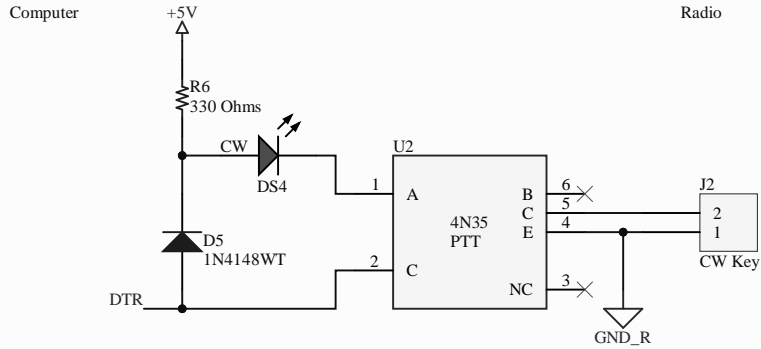 Computer
+5V
Radio
R6
330 Ohms
CW
DS4
U2
1
A
4N35
PTT
B
6
C
5
E
4
J2
2
1
CW Key
D5
1N4148WT
2
C
NC
3
DTR
GND_R